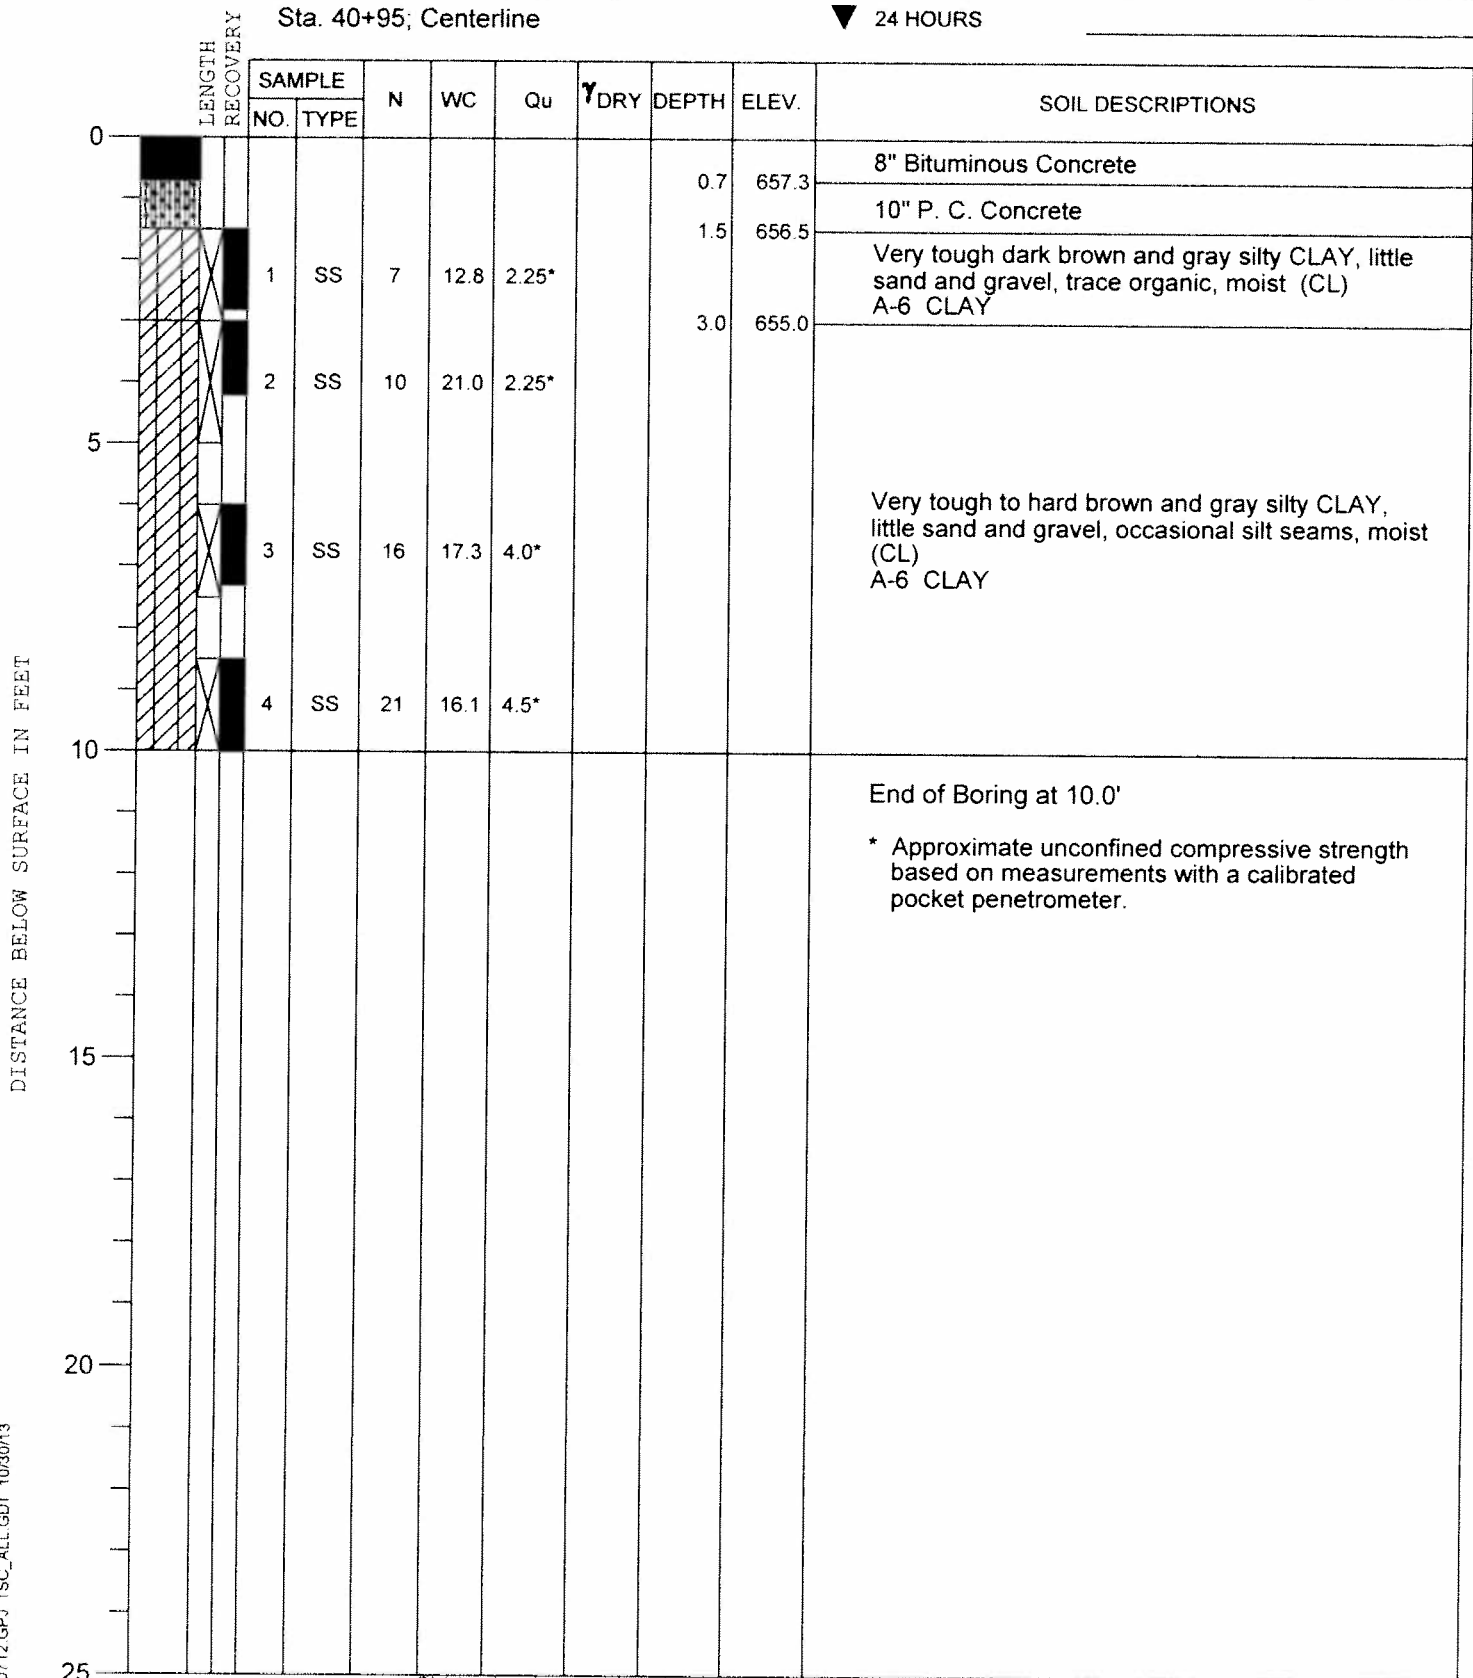 Sta. 40+95; Centerline
▼ 24 HOURS
LENGTH
RECOVERY
SAMPLE
NO. TYPE N WC Qu γDRY DEPTH ELEV. SOIL DESCRIPTIONS
0
8" Bituminous Concrete
0.7 657.3
10" P. C. Concrete
1.5 656.5
Very tough dark brown and gray silty CLAY, little
1 SS 7 12.8 2.25*
sand and gravel, trace organic, moist (CL)
A-6 CLAY
3.0 655.0
2 SS 10 21.0 2.25*
5
Very tough to hard brown and gray silty CLAY,
little sand and gravel, occasional silt seams, moist
3 SS 16 17.3 4.0*
(CL)
A-6 CLAY
4 SS 21 16.1 4.5*
10
End of Boring at 10.0'
* Approximate unconfined compressive strength
based on measurements with a calibrated
pocket penetrometer.
15
20
25
DISTANCE BELOW SURFACE IN FEET
TSC_ALL.GDT 10/30/13